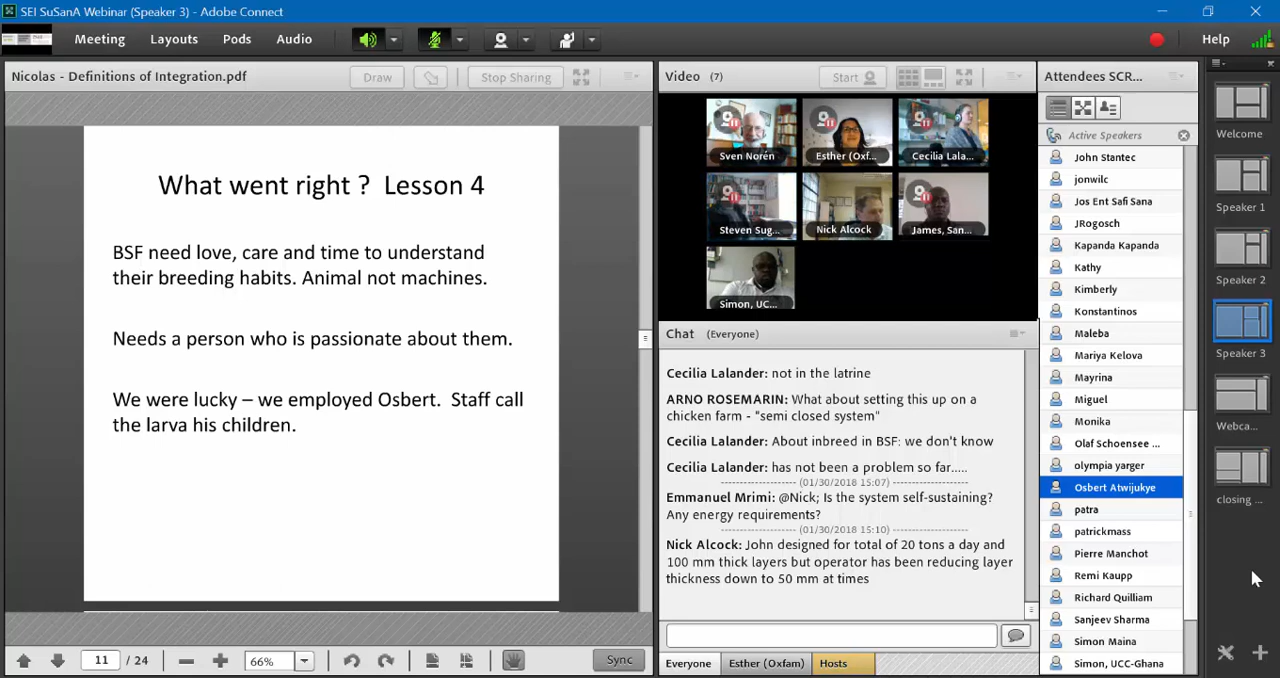 SEI SuSanA Webinar (Speaker 3) - Adobe Connect
Meeting
Layouts
Pods
Audio
Help
Nicolas - Definitions of Integration.pdf
Draw
Stop Sharing
What went right ?  Lesson 4
BSF need love, care and time to understand
their breeding habits. Animal not machines.
Needs a person who is passionate about them.
We were lucky – we employed Osbert.  Staff call
the larva his children.
11 / 24
66%
Sync
Video (7)
Start
Sven Norén
Esther (Oxf...
Cecilia Lala...
Steven Sug...
Nick Alcock
James, San...
Simon, UC...
Chat (Everyone)
Cecilia Lalander: not in the latrine
ARNO ROSEMARIN: What about setting this up on a
chicken farm - "semi closed system"
Cecilia Lalander: About inbreed in BSF: we don't know
Cecilia Lalander: has not been a problem so far.....
------------------ (01/30/2018 15:07) ------------------
Emmanuel Mrimi: @Nick; Is the system self-sustaining?
Any energy requirements?
------------------ (01/30/2018 15:10) ------------------
Nick Alcock: John designed for total of 20 tons a day and
100 mm thick layers but operator has been reducing layer
thickness down to 50 mm at times
Everyone
Esther (Oxfam)
Hosts
Attendees SCR...
Active Speakers
John Stantec
jonwilc
Jos Ent Safi Sana
JRogosch
Kapanda Kapanda
Kathy
Kimberly
Konstantinos
Maleba
Mariya Kelova
Mayrina
Miguel
Monika
Olaf Schoensee ...
olympia yarger
Osbert Atwijukye
patra
patrickmass
Pierre Manchot
Remi Kaupp
Richard Quilliam
Sanjeev Sharma
Simon Maina
Simon, UCC-Ghana
Welcome
Speaker 1
Speaker 2
Speaker 3
Webca...
closing ...